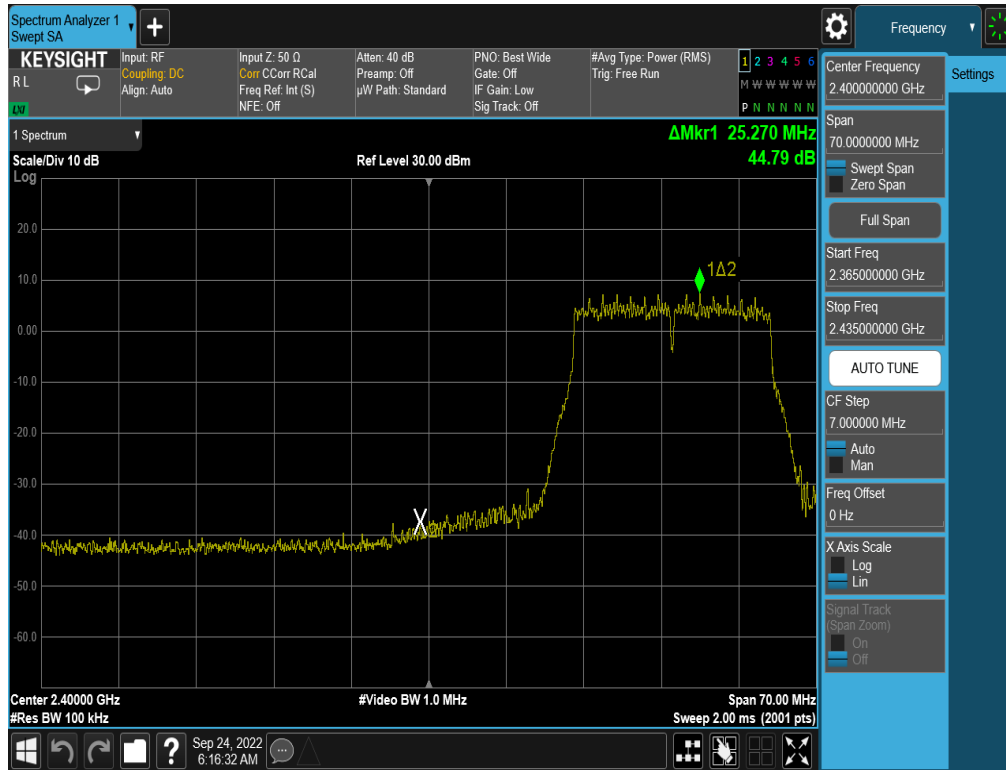 Spectrum Analyzer 1
Swept SA
Frequency
KEYSIGHT
R L
LXI
Input: RF
Coupling: DC
Align: Auto
Input Z: 50 Ω
Corr CCorr RCal
Freq Ref: Int (S)
NFE: Off
Atten: 40 dB
Preamp: Off
µW Path: Standard
PNO: Best Wide
Gate: Off
IF Gain: Low
Sig Track: Off
#Avg Type: Power (RMS)
Trig: Free Run
1 2 3 4 5 6
M W W W W W
P N N N N N
1 Spectrum
Scale/Div 10 dB
Log
Ref Level 30.00 dBm
ΔMkr1 25.270 MHz
44.79 dB
20.0
10.0
0.00
-10.0
-20.0
-30.0
-40.0
-50.0
-60.0
1Δ2
X
Center 2.40000 GHz
#Res BW 100 kHz
#Video BW 1.0 MHz
Span 70.00 MHz
Sweep 2.00 ms (2001 pts)
Center Frequency
2.400000000 GHz
Settings
Span
70.0000000 MHz
Swept Span
Zero Span
Full Span
Start Freq
2.365000000 GHz
Stop Freq
2.435000000 GHz
AUTO TUNE
CF Step
7.000000 MHz
Auto
Man
Freq Offset
0 Hz
X Axis Scale
Log
Lin
Signal Track
(Span Zoom)
On
Off
?
Sep 24, 2022
6:16:32 AM